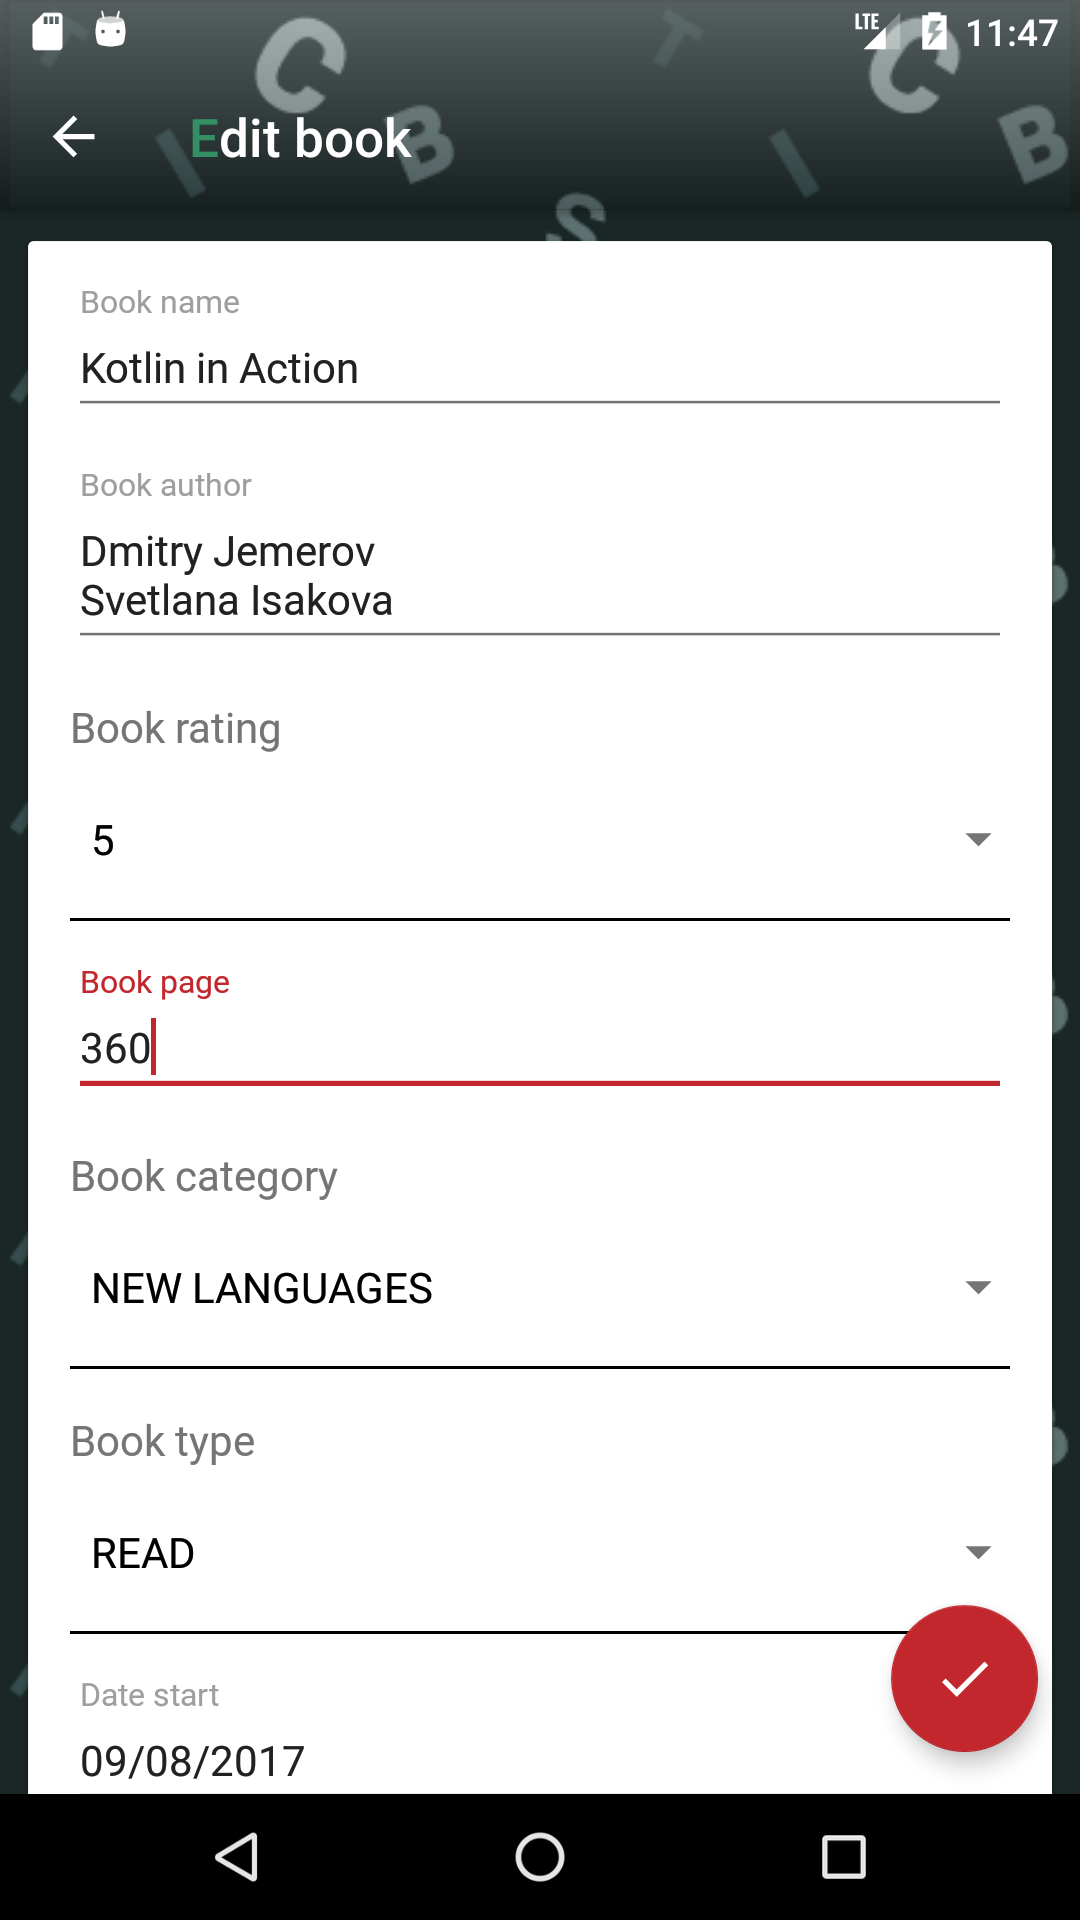 LTE 11:47
Edit book
Book name
Kotlin in Action
Book author
Dmitry Jemerov
Svetlana Isakova
Book rating
5
Book page
360
Book category
NEW LANGUAGES
Book type
READ
Date start
09/08/2017